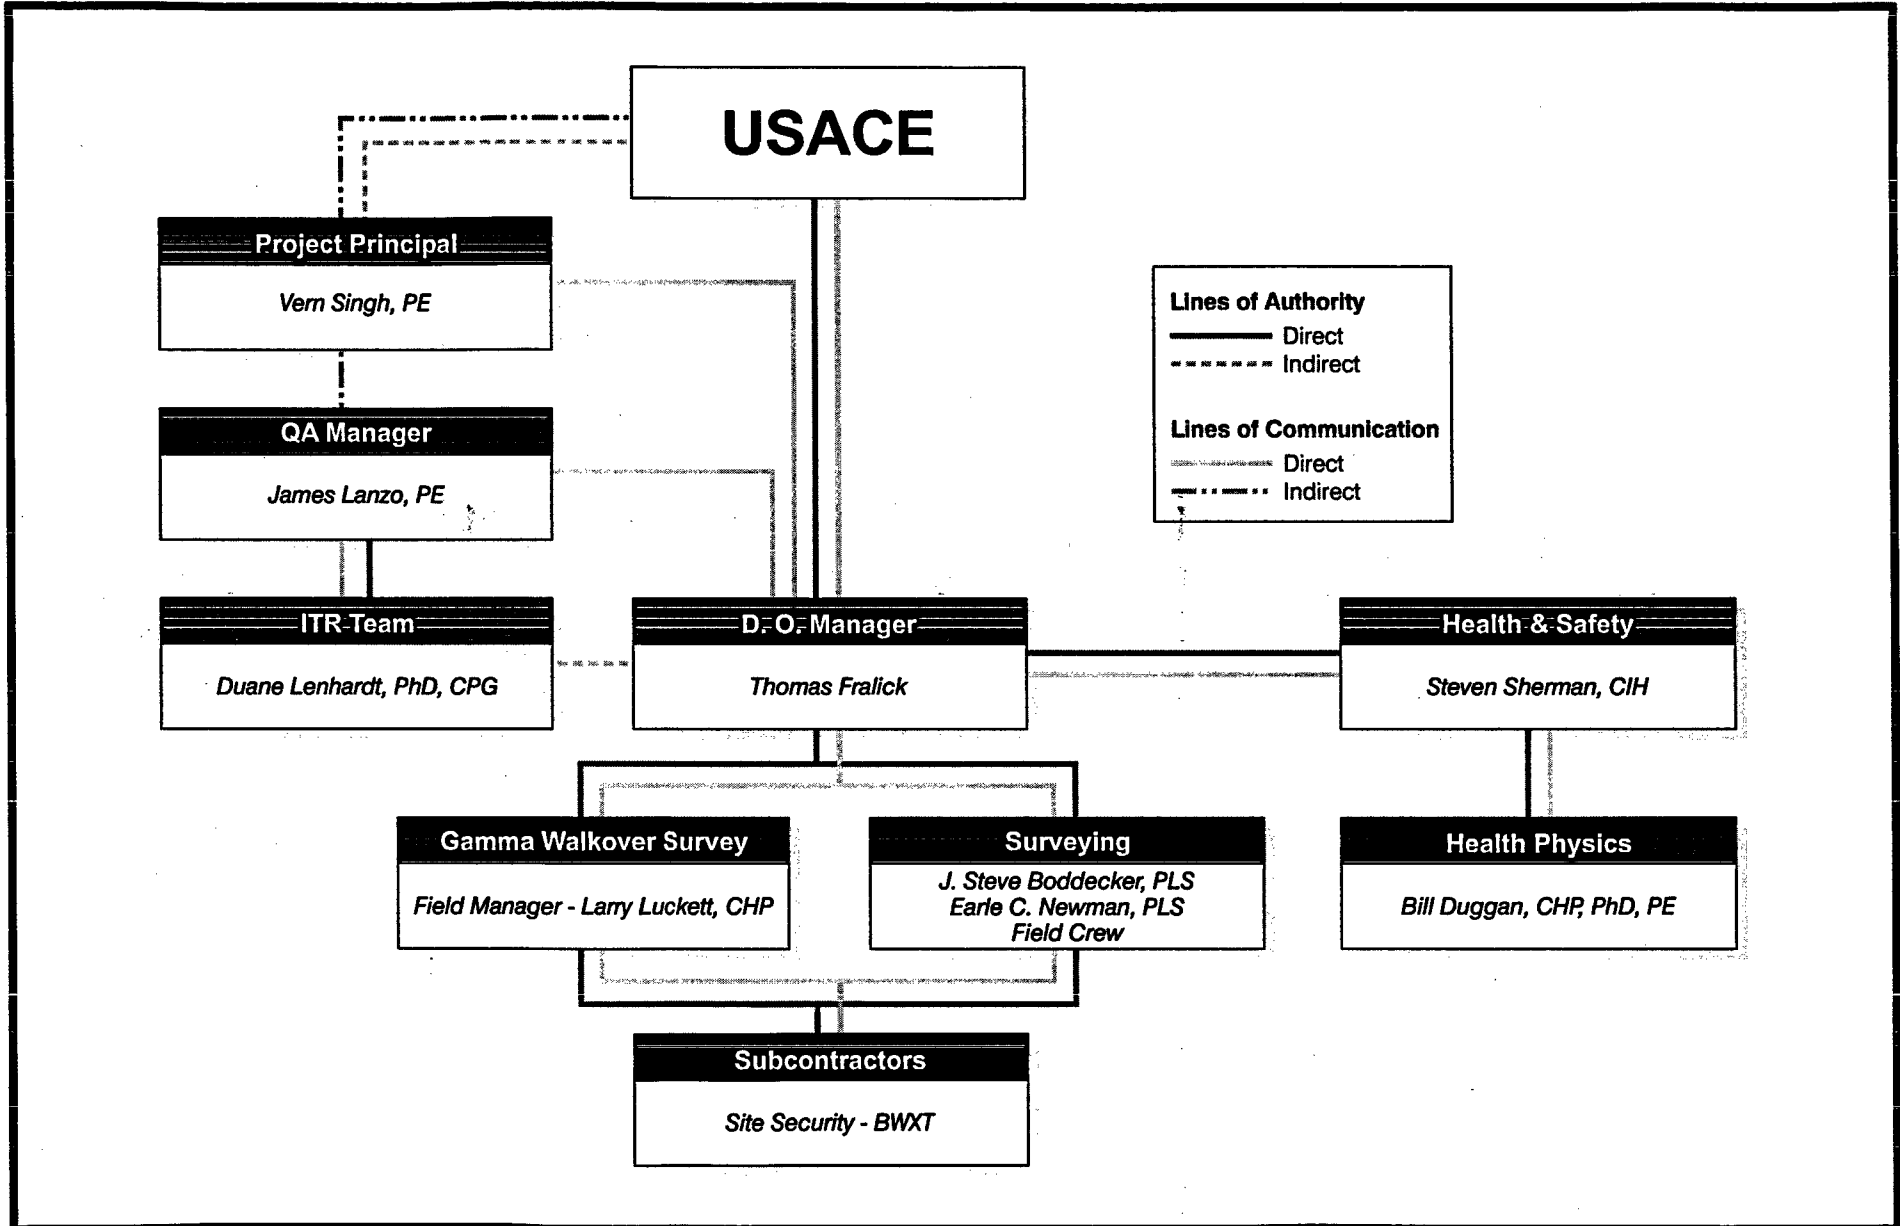 USACE
Project Principal
Vern Singh, PE
Lines of Authority
Direct
Indirect
Lines of Communication
Direct
Indirect
QA Manager
James Lanzo, PE
ITR Team
Duane Lenhardt, PhD, CPG
D. O. Manager
Thomas Fralick
Health & Safety
Steven Sherman, CIH
Gamma Walkover Survey
Field Manager - Larry Luckett, CHP
Surveying
J. Steve Boddecker, PLS
Earle C. Newman, PLS
Field Crew
Health Physics
Bill Duggan, CHP, PhD, PE
Subcontractors
Site Security - BWXT